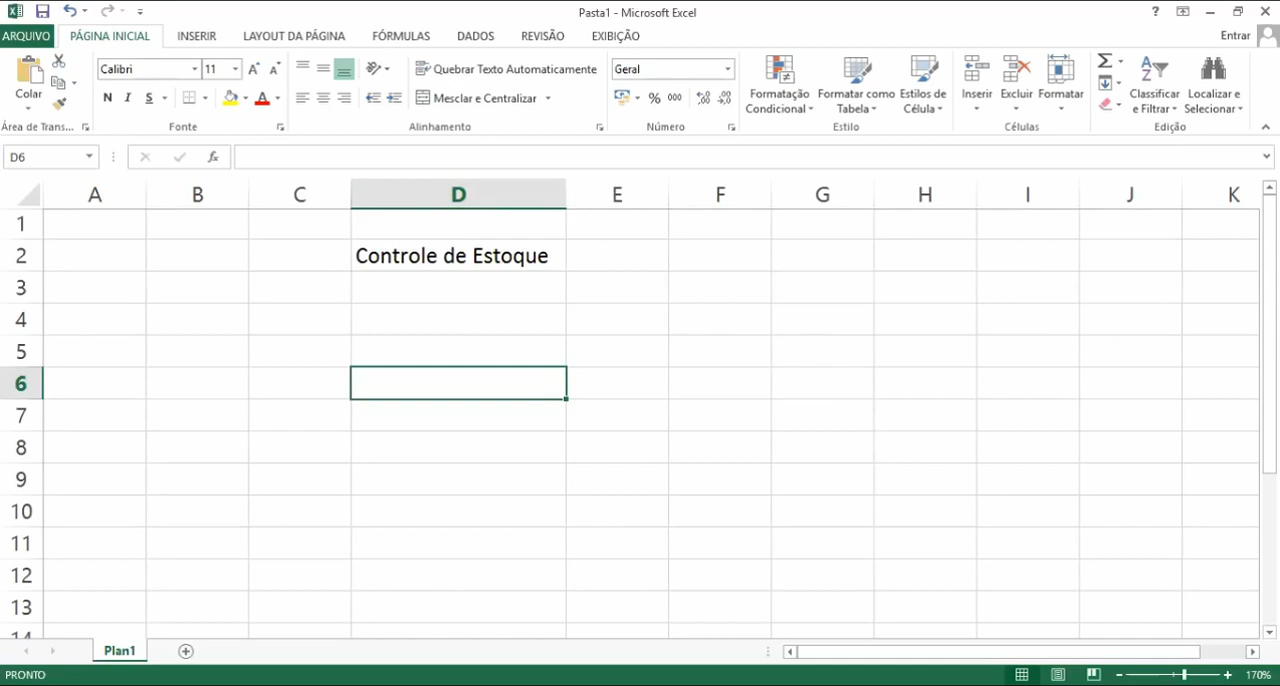 Pasta1 - Microsoft Excel
ARQUIVO PÁGINA INICIAL INSERIR LAYOUT DA PÁGINA FÓRMULAS DADOS REVISÃO EXIBIÇÃO Entrar
Colar
Calibri 11
N I S
Quebrar Texto Automaticamente
Mesclar e Centralizar
Geral
% 000
Formatação Condicional
Formatar como Tabela
Estilos de Célula
Inserir Excluir Formatar
Classificar e Filtrar
Localizar e Selecionar
Área de Trans... Fonte Alinhamento Número Estilo Células Edição
D6 fx
A B C D E F G H I J K
1
2 Controle de Estoque
3
4
5
6
7
8
9
10
11
12
13
14
Plan1
PRONTO 170%